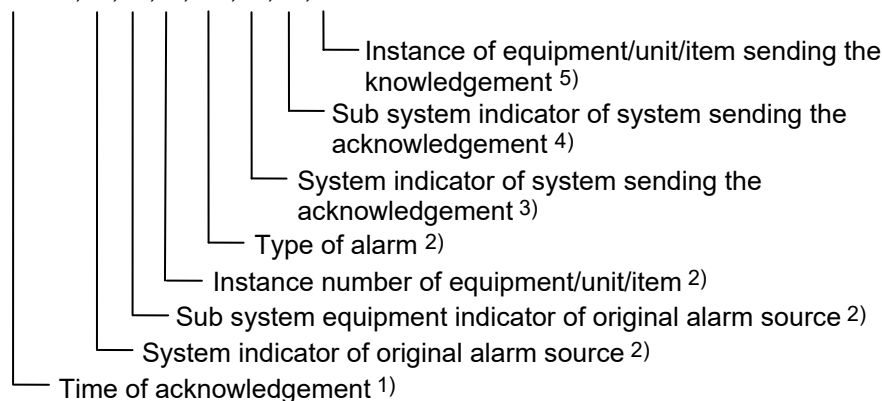 Instance of equipment/unit/item sending the
knowledgement 5)
Sub system indicator of system sending the
acknowledgement 4)
System indicator of system sending the
acknowledgement 3)
Type of alarm 2)
Instance number of equipment/unit/item 2)
Sub system equipment indicator of original alarm source 2)
System indicator of original alarm source 2)
Time of acknowledgement 1)